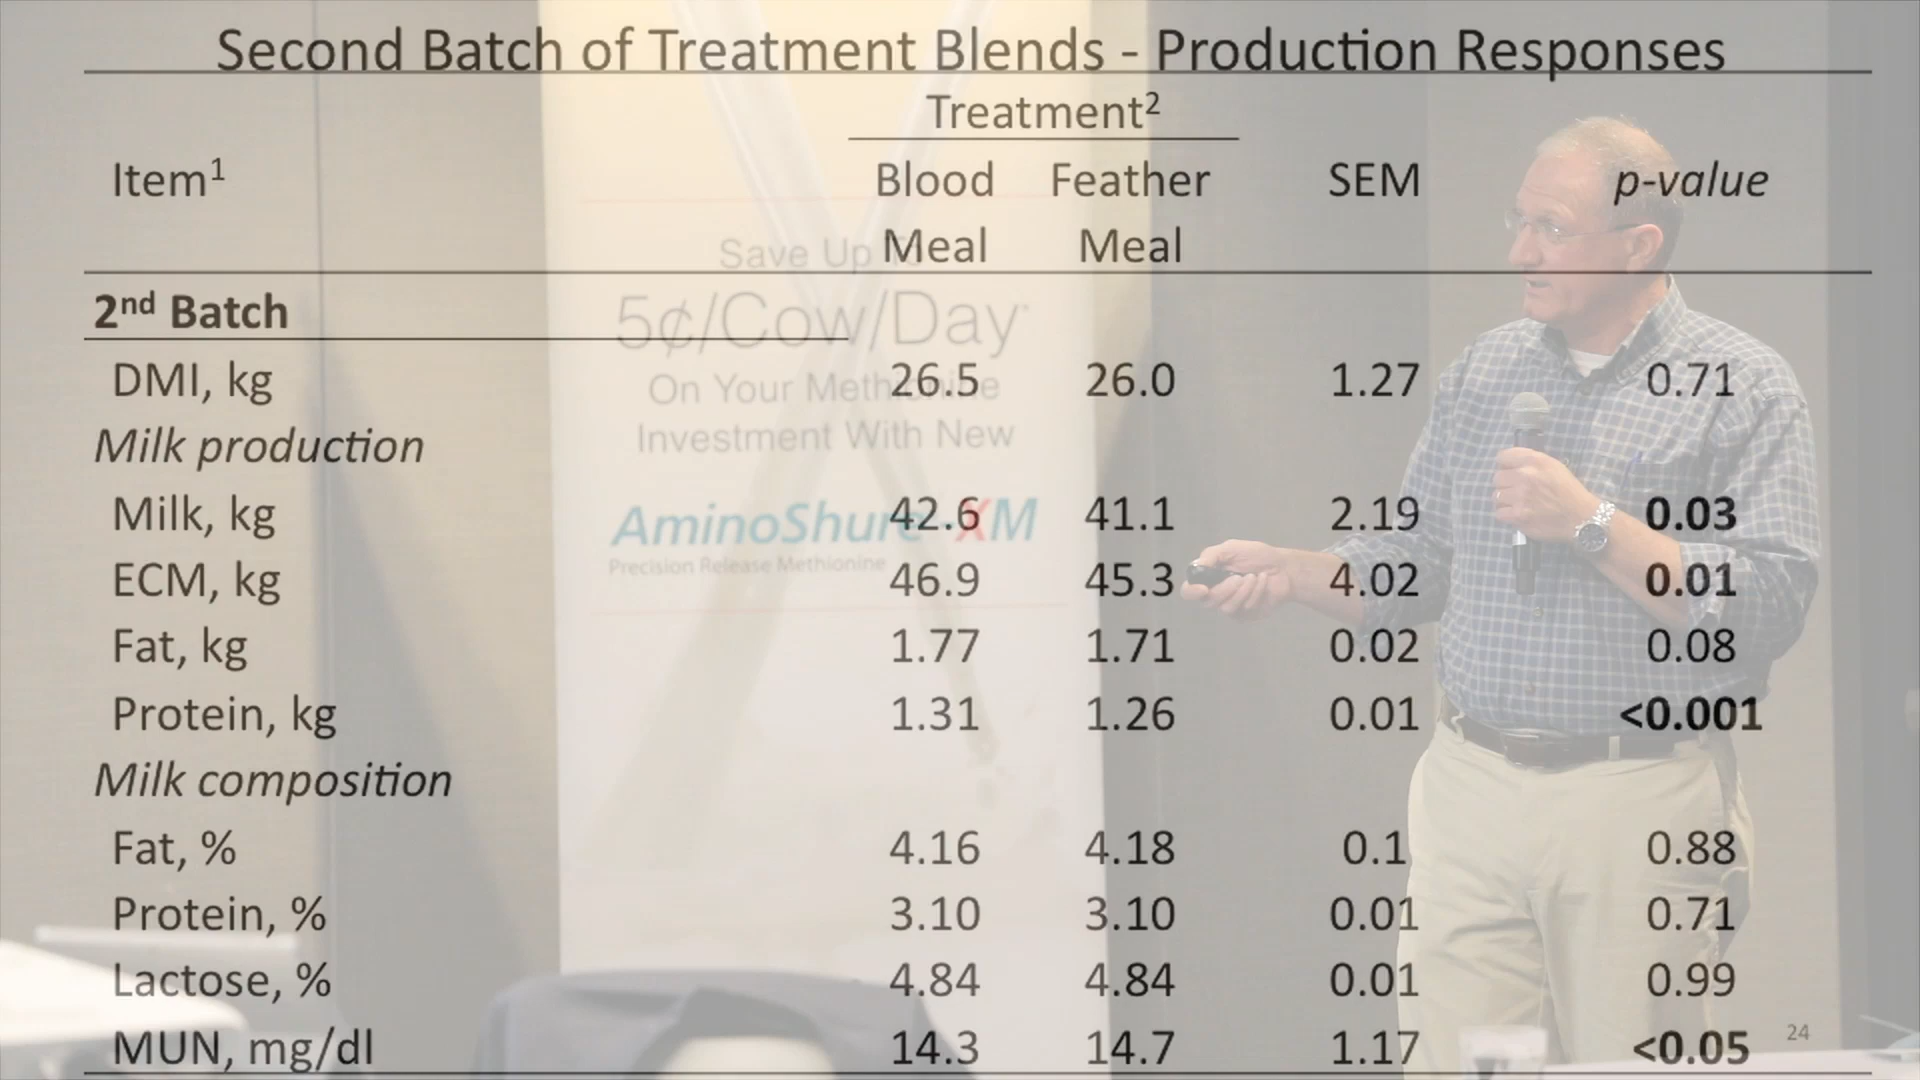 Second Batch of Treatment Blends - Production Responses
Treatment²
Item¹ Blood Meal Feather Meal SEM p-value
2nd Batch
DMI, kg 26.5 26.0 1.27 0.71
Milk production
Milk, kg 42.6 41.1 2.19 0.03
ECM, kg 46.9 45.3 4.02 0.01
Fat, kg 1.77 1.71 0.02 0.08
Protein, kg 1.31 1.26 0.01 <0.001
Milk composition
Fat, % 4.16 4.18 0.1 0.88
Protein, % 3.10 3.10 0.01 0.71
Lactose, % 4.84 4.84 0.01 0.99
MUN, mg/dl 14.3 14.7 1.17 <0.05
24
Save Up To
5¢/Cow/Day*
On Your Methionine
Investment With New
AminoShure-XM
Precision Release Methionine